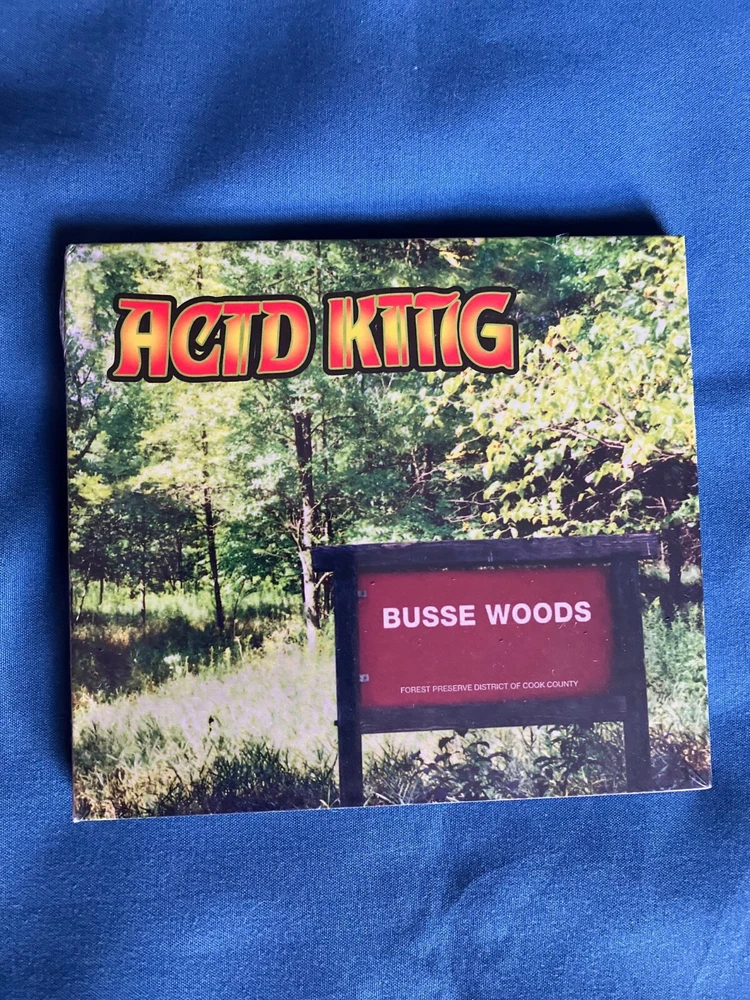 ACID KING
BUSSE WOODS
FOREST PRESERVE DISTRICT OF COOK COUNTY